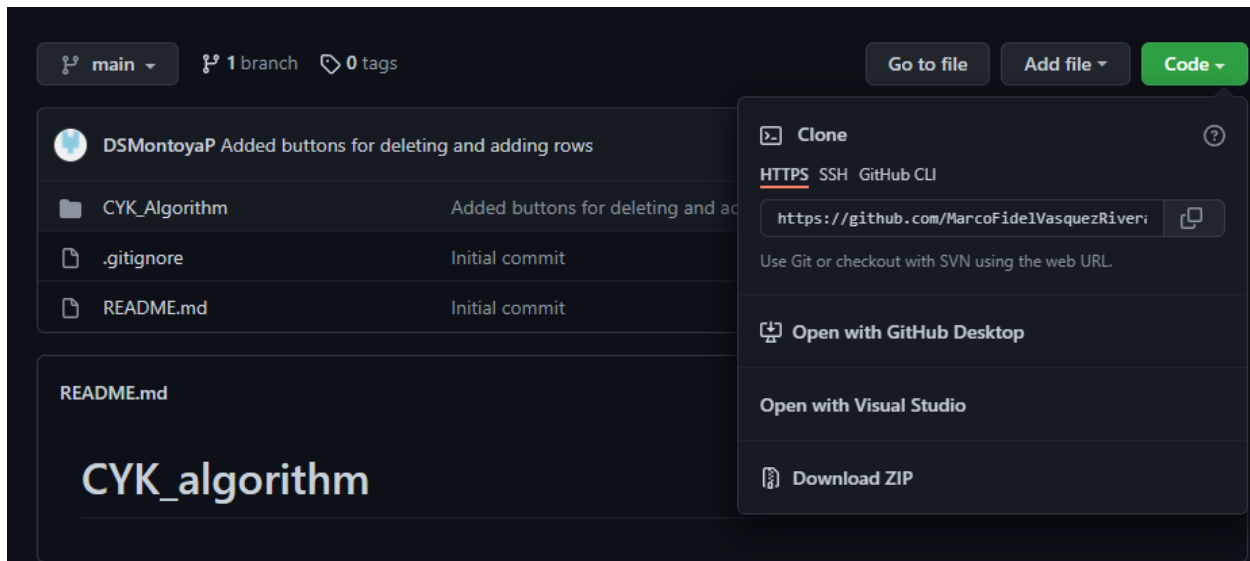 main 1 branch 0 tags Go to file Add file Code
DSMontoyaP Added buttons for deleting and adding rows
CYK_Algorithm Added buttons for deleting and
.gitignore Initial commit
README.md Initial commit
README.md
CYK_algorithm
Clone
HTTPS SSH GitHub CLI
https://github.com/MarcoFidelVasquezRivera
Use Git or checkout with SVN using the web URL.
Open with GitHub Desktop
Open with Visual Studio
Download ZIP